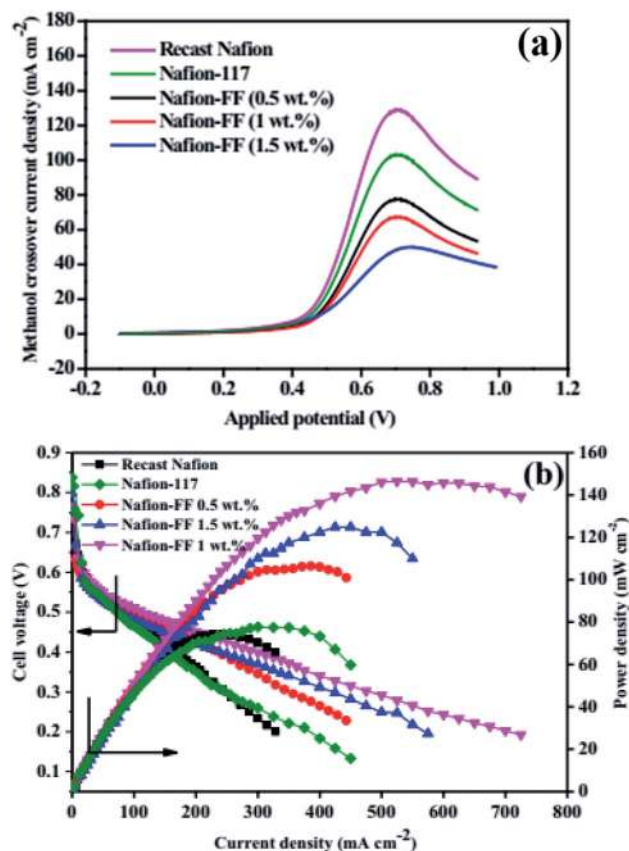 (a)
Recast Nafion
Nafion-117
Nafion-FF (0.5 wt.%)
Nafion-FF (1 wt.%)
Nafion-FF (1.5 wt.%)
Methanol crossover current density (mA cm-2)
180
160
140
120
100
80
60
40
20
0
-20
-0.2 0.0 0.2 0.4 0.6 0.8 1.0 1.2
Applied potential (V)
(b)
Recast Nafion
Nafion-117
Nafion-FF 0.5 wt.%
Nafion-FF 1.5 wt.%
Nafion-FF 1 wt.%
Cell voltage (V)
0.9
0.8
0.7
0.6
0.5
0.4
0.3
0.2
0.1
160
140
120
100
80
60
40
20
0
Power density (mW cm-2)
0 100 200 300 400 500 600 700 800
Current density (mA cm-2)